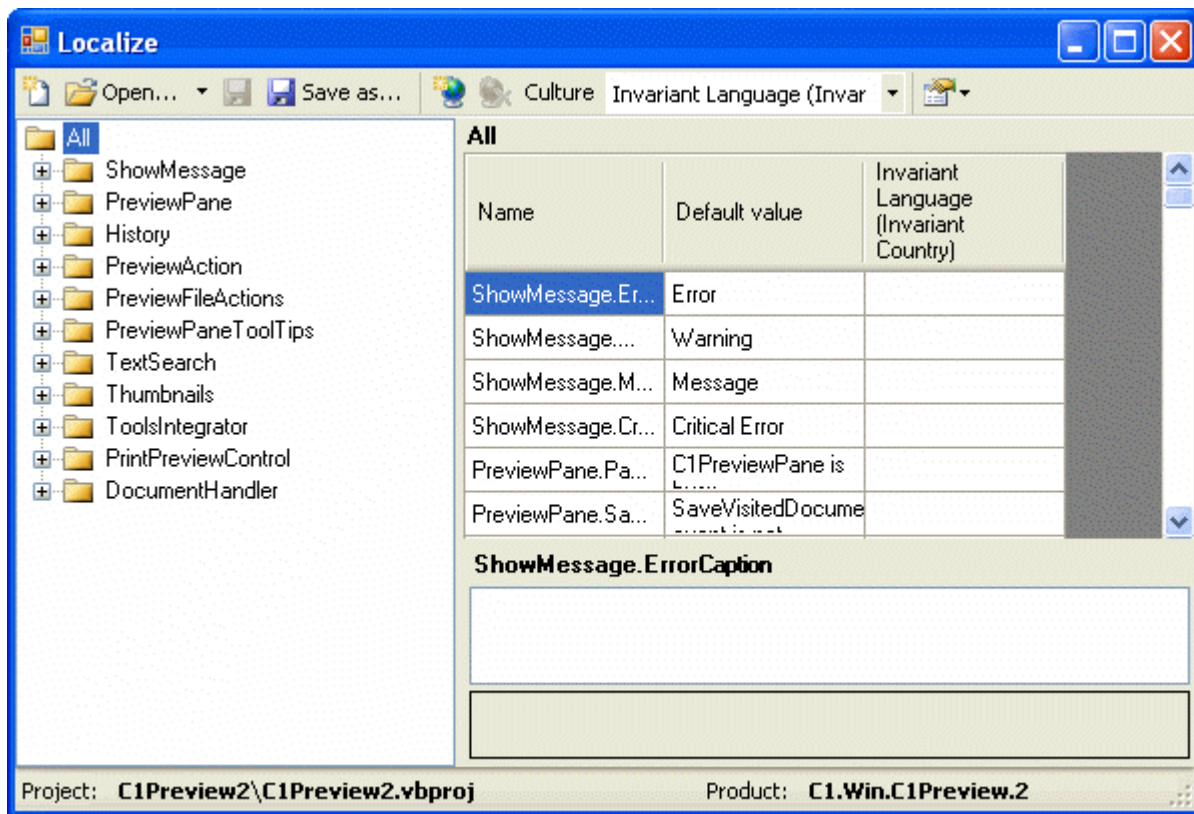 Localize
Open... Save as... Culture Invariant Language (Invar
All
ShowMessage
PreviewPane
History
PreviewAction
PreviewFileActions
PreviewPaneToolTips
TextSearch
Thumbnails
ToolsIntegrator
PrintPreviewControl
DocumentHandler
All
Name Default value Invariant
Language
(Invariant
Country)
ShowMessage.Er... Error
ShowMessage.... Warning
ShowMessage.M... Message
ShowMessage.Cr... Critical Error
PreviewPane.Pa... C1PreviewPane is
PreviewPane.Sa... SaveVisitedDocume
ShowMessage.ErrorCaption
Project: C1Preview2\C1Preview2.vbproj Product: C1.Win.C1Preview.2